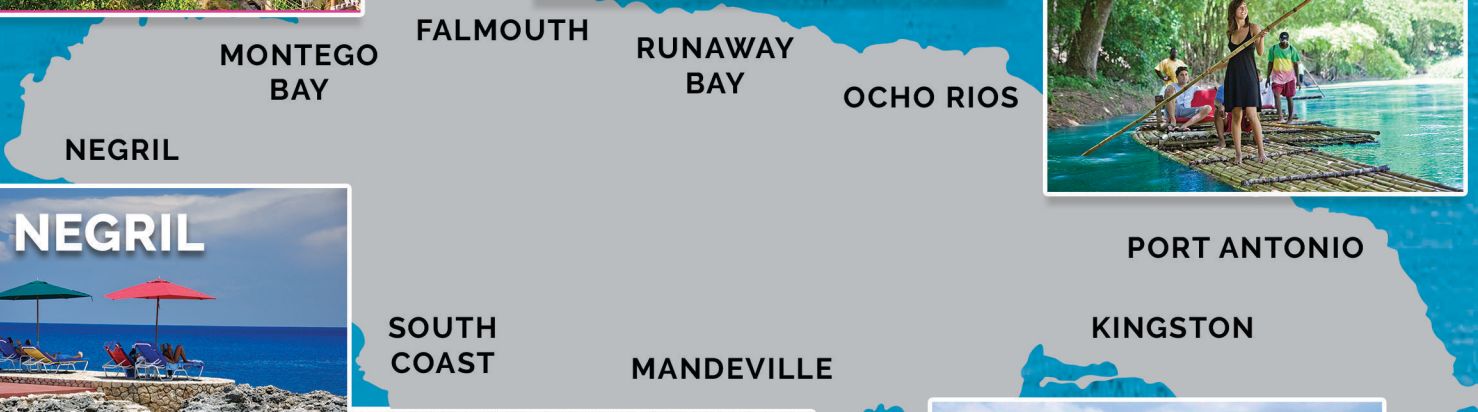 FALMOUTH
MONTEGO
BAY
RUNAWAY
BAY
OCHO RIOS
NEGRIL
NEGRIL
PORT ANTONIO
SOUTH
COAST
KINGSTON
MANDEVILLE